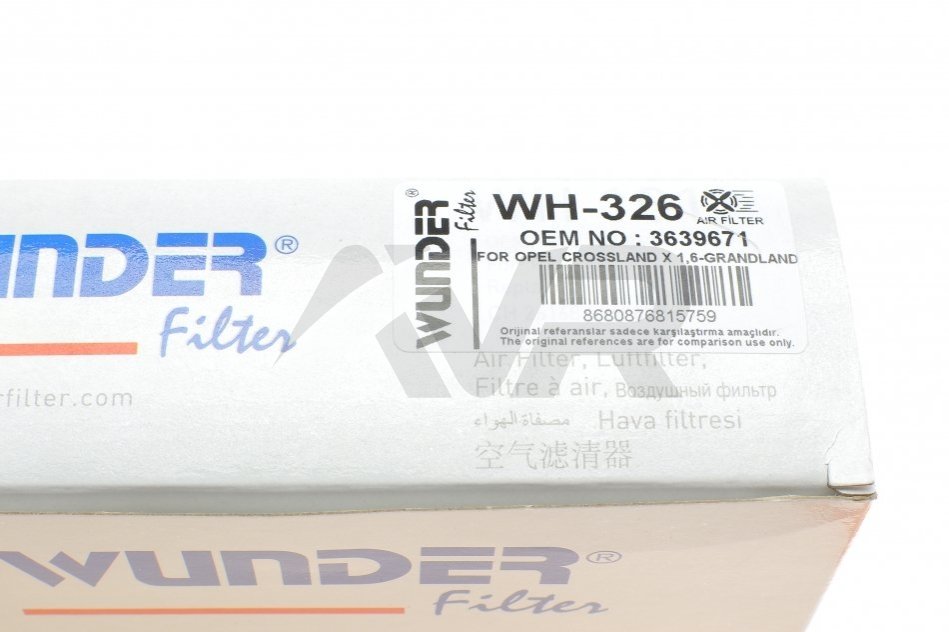 WUNDER®
Filter
rfilter.com
WUNDER®
Filter
WH-326
AIR FILTER
OEM NO : 3639671
FOR OPEL CROSSLAND X 1,6-GRANDLAND
8680876815759
Orijinal referanslar sadece karşılaştırma amaçlıdır.
The original references are for comparison use only.
Air Filter, Luftfilter,
Filtre à air, Воздушный фильтр
مصفاة الهواء Hava filtresi
空气滤清器
WUNDER®
Filter